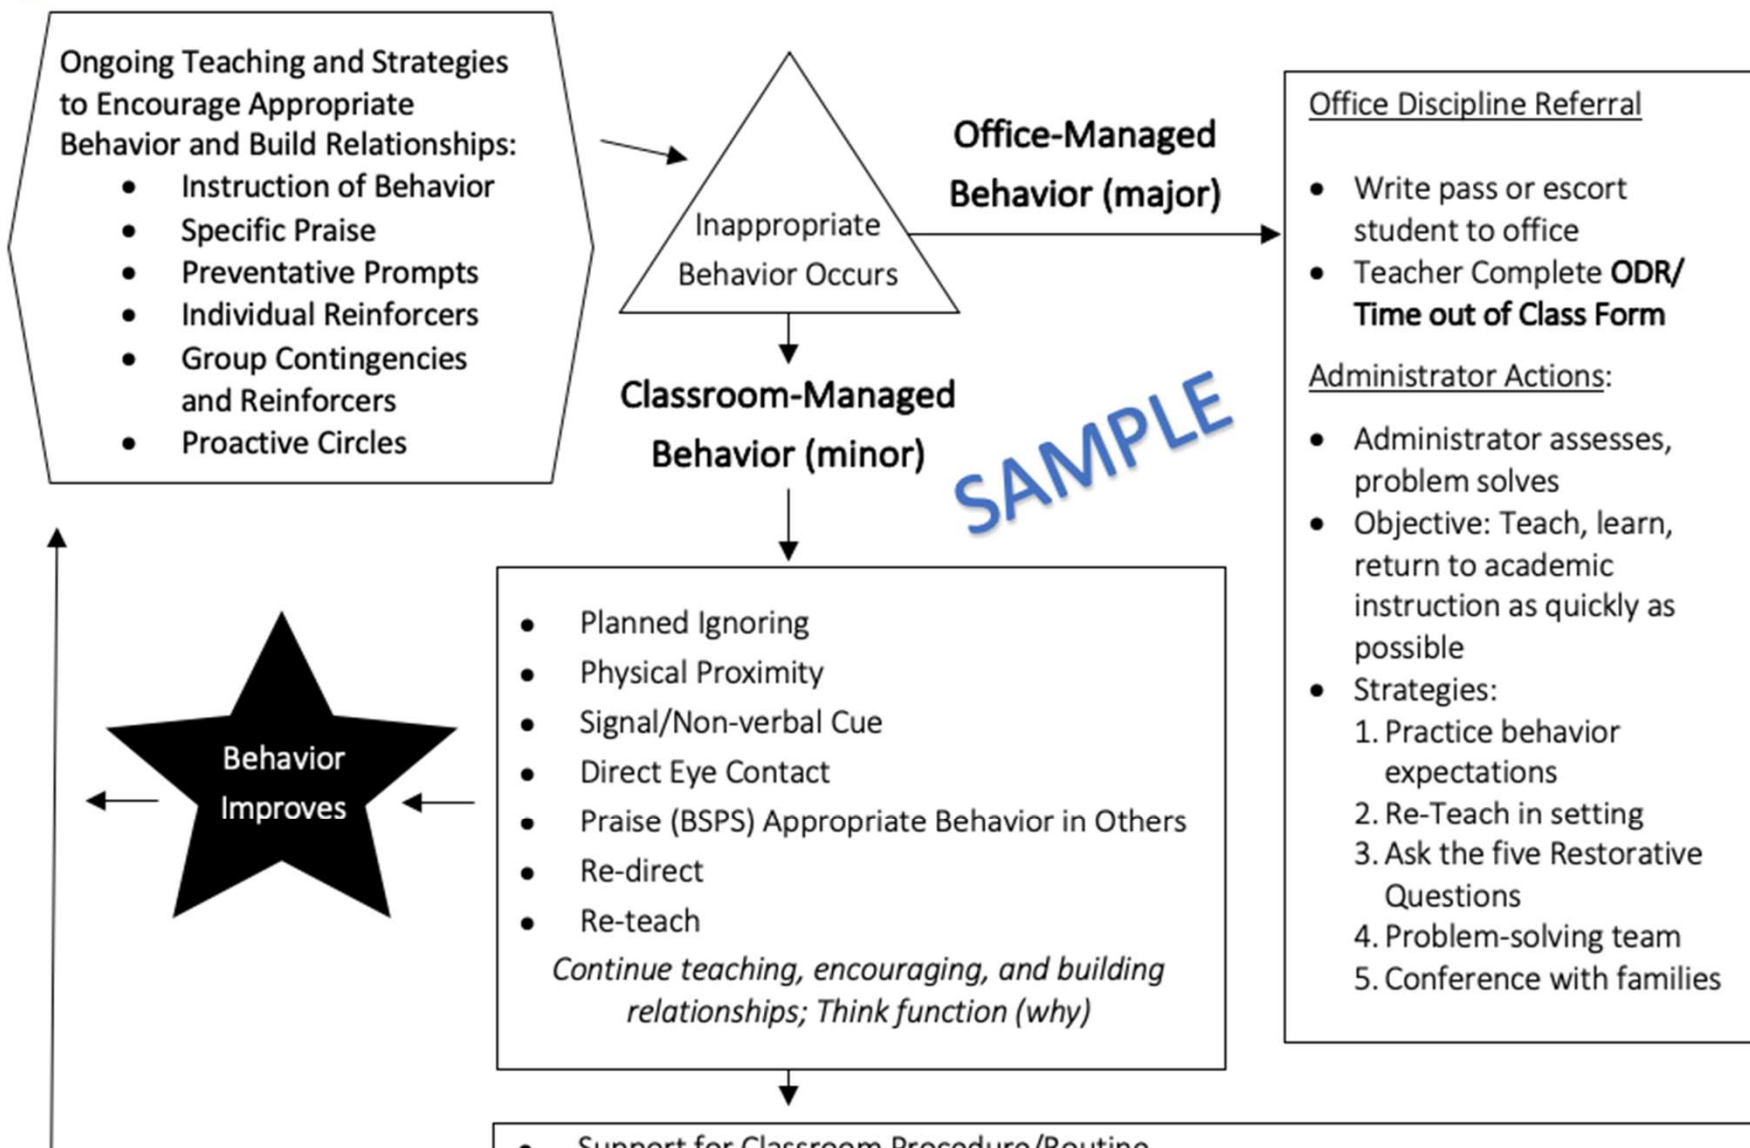 Ongoing Teaching and Strategies
to Encourage Appropriate
Behavior and Build Relationships:
• Instruction of Behavior
• Specific Praise
• Preventative Prompts
• Individual Reinforcers
• Group Contingencies
and Reinforcers
• Proactive Circles
Inappropriate
Behavior Occurs
Office-Managed
Behavior (major)
Office Discipline Referral
• Write pass or escort
student to office
• Teacher Complete ODR/
Time out of Class Form
Administrator Actions:
• Administrator assesses,
problem solves
• Objective: Teach, learn,
return to academic
instruction as quickly as
possible
• Strategies:
1. Practice behavior
expectations
2. Re-Teach in setting
3. Ask the five Restorative
Questions
4. Problem-solving team
5. Conference with families
Classroom-Managed
Behavior (minor)
SAMPLE
• Planned Ignoring
• Physical Proximity
• Signal/Non-verbal Cue
• Direct Eye Contact
• Praise (BSPS) Appropriate Behavior in Others
• Re-direct
• Re-teach
Continue teaching, encouraging, and building
relationships; Think function (why)
Behavior
Improves
• Support for Classroom Procedure/Routine